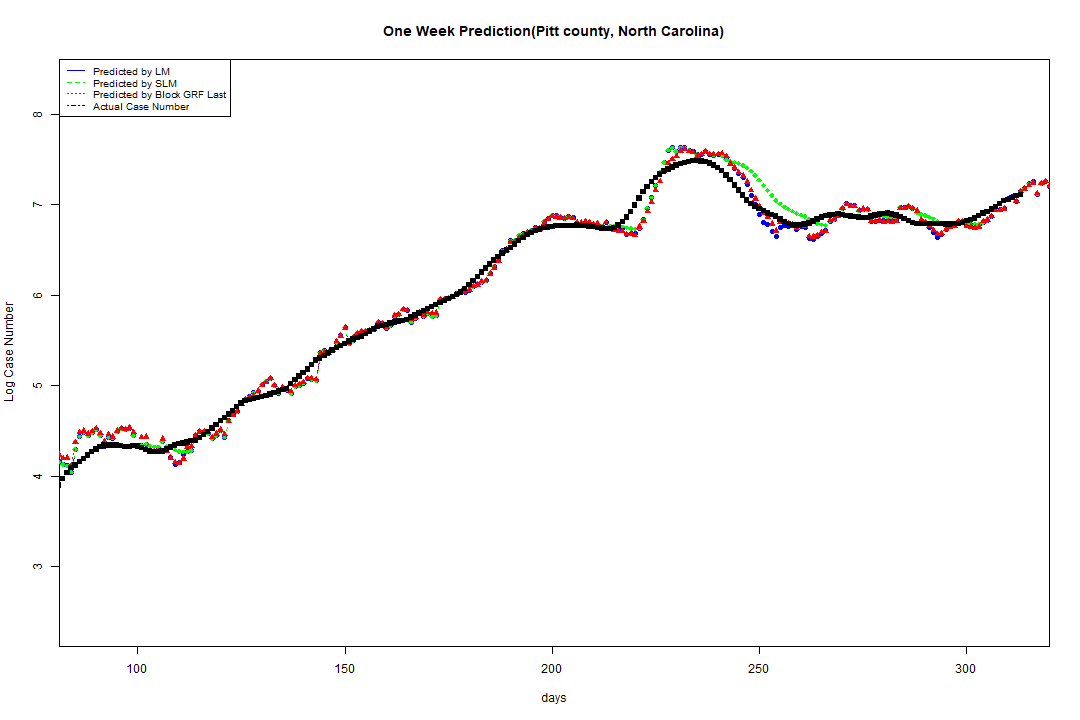 One Week Prediction(Pitt county, North Carolina)
Predicted by LM
Predicted by SLM
Predicted by Block GRF Last
Actual Case Number
8
7
6
5
4
3
Log Case Number
100 150 200 250 300
days